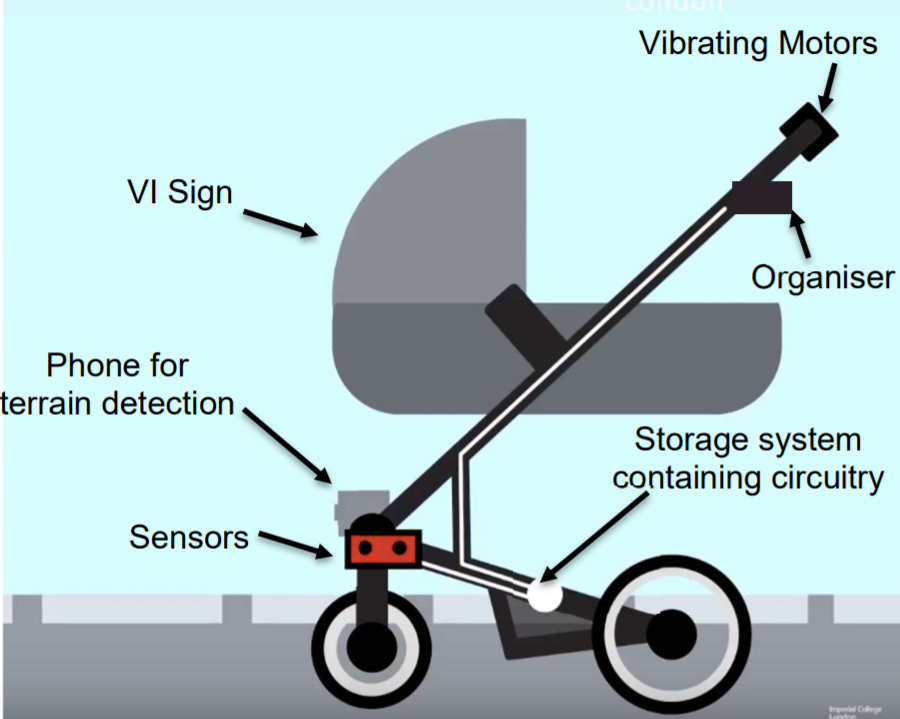 London
Vibrating Motors
VI Sign
Organiser
Phone for
terrain detection
Storage system
containing circuitry
Sensors
Imperial College
London